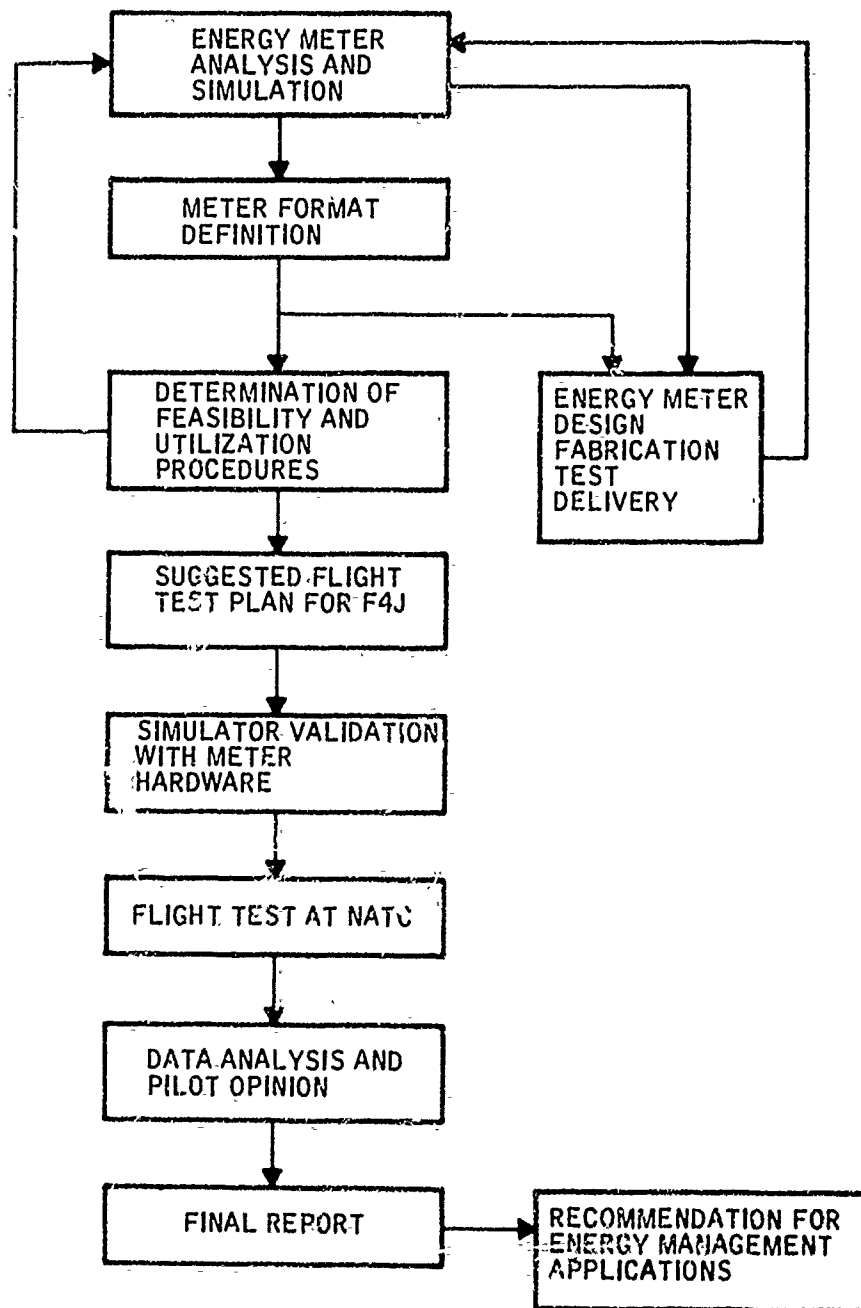 ENERGY METER
ANALYSIS AND
SIMULATION
METER FORMAT
DEFINITION
DETERMINATION OF
FEASIBILITY AND
UTILIZATION
PROCEDURES
ENERGY METER
DESIGN
FABRICATION
TEST
DELIVERY
SUGGESTED FLIGHT
TEST PLAN FOR F4J
SIMULATOR VALIDATION
WITH METER
HARDWARE
FLIGHT TEST AT NATC
DATA ANALYSIS AND
PILOT OPINION
FINAL REPORT
RECOMMENDATION FOR
ENERGY MANAGEMENT
APPLICATIONS